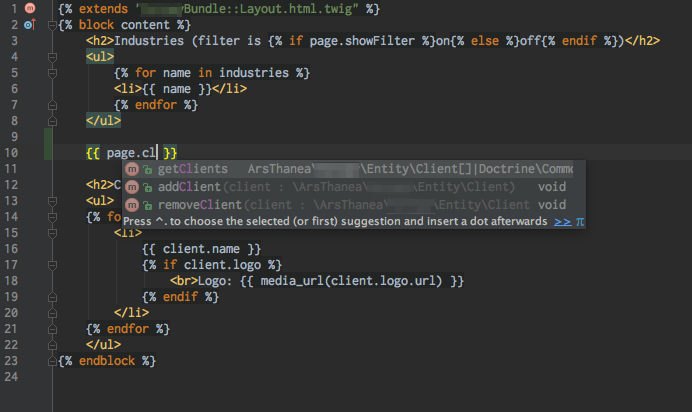 1 {% extends "Bundle::Layout.html.twig" %}
2 {% block content %}
3 <h2>Industries (filter is {% if page.showFilter %}on{% else %}off{% endif %})</h2>
4 <ul>
5 {% for name in industries %}
6 <li>{{ name }}</li>
7 {% endfor %}
8 </ul>
9
10 {{ page.cl }}
11 getClients ArsThanea\ \Entity\Client[]|Doctrine\Commo
addClient(client : \ArsThanea\ \Entity\Client) void
12 <h2>C
removeClient(client : \ArsThanea\ \Entity\Client void
13 <ul>
Press ^. to choose the selected (or first) suggestion and insert a dot afterwards >> π
14 {% fo
15 <li>
16 {{ client.name }}
17 {% if client.logo %}
18 <br>Logo: {{ media_url(client.logo.url) }}
19 {% endif %}
20 </li>
21 {% endfor %}
22 </ul>
23 {% endblock %}
24